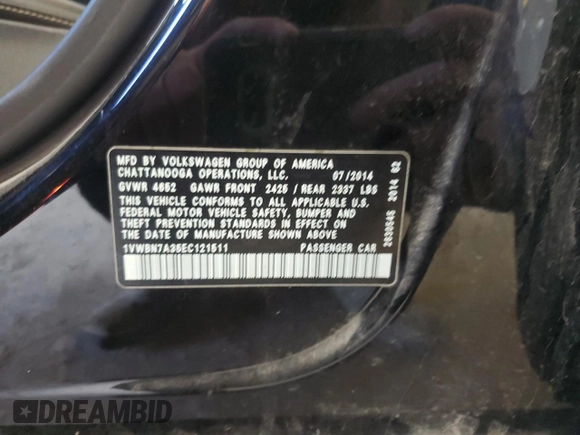 MFD BY VOLKSWAGEN GROUP OF AMERICA
CHATTANOOGA OPERATIONS, LLC. 07/2014
GVWR 4652 GAWR FRONT 2425 / REAR 2337 LBS
THIS VEHICLE CONFORMS TO ALL APPLICABLE U.S.
FEDERAL MOTOR VEHICLE SAFETY, BUMPER AND
THEFT PREVENTION STANDARDS IN EFFECT ON
THE DATE OF MANUFACTURE SHOWN ABOVE
1VWBN7A35EC121511 PASSENGER CAR
2014 62
DREAMBID